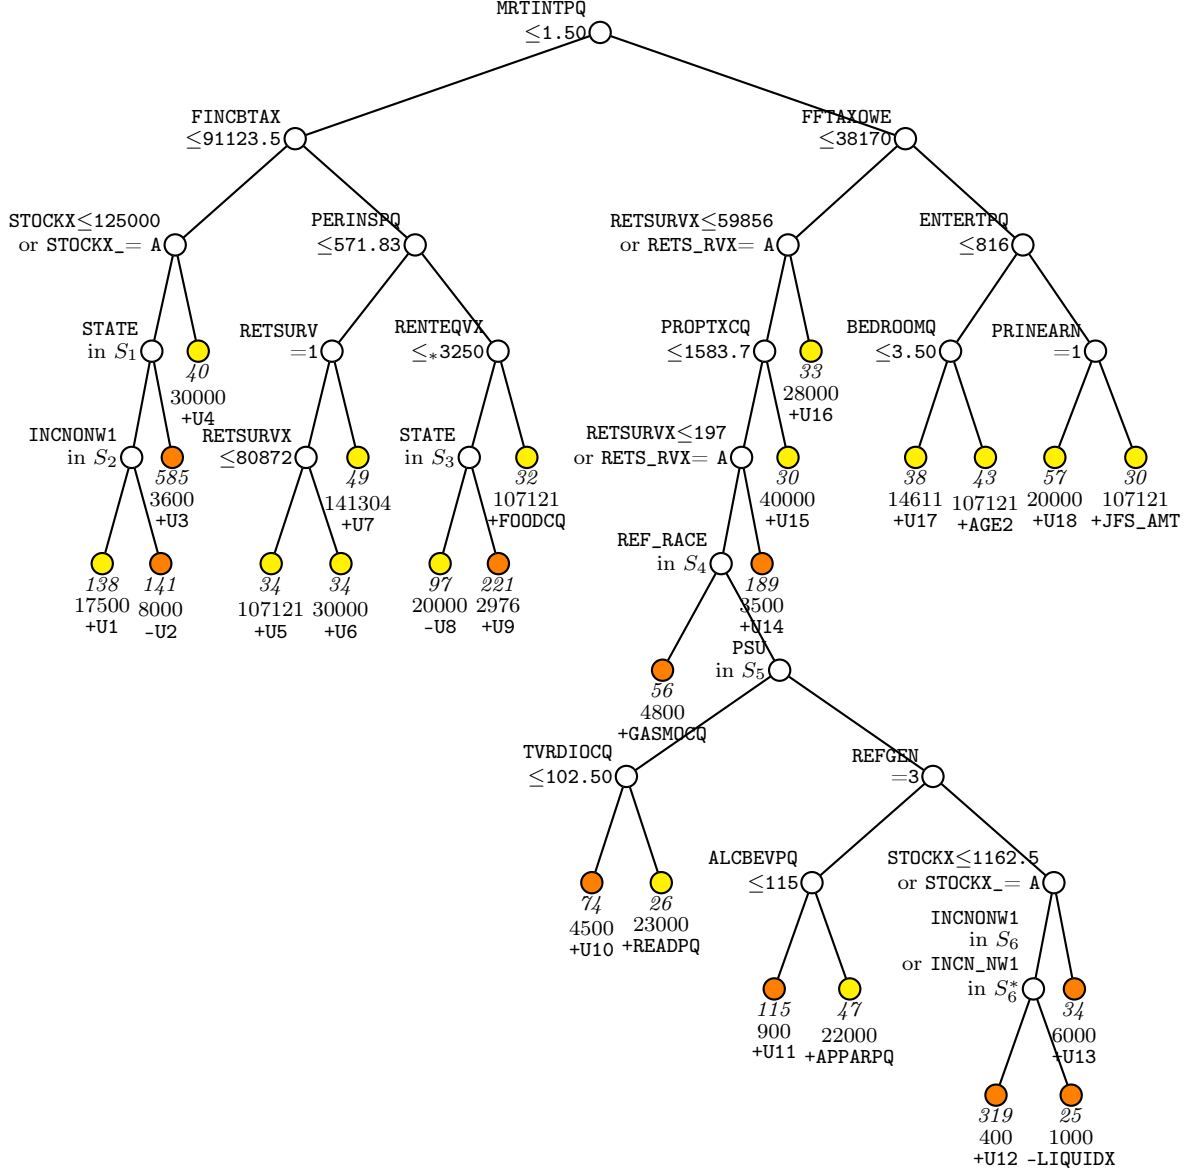 MRTINTPQ
≤1.50
FINCBTAX
≤91123.5
FFTAXOWE
≤38170
STOCKX≤125000
or STOCKX_= A
PERINSPQ
≤571.83
RETSURVX≤59856
or RETS_RVX= A
ENTERTPQ
≤816
STATE
in S1
40
30000
+U4
RETSURV
=1
RENTEQVX
≤*3250
PROPTXCQ
≤1583.7
33
28000
+U16
BEDROOMQ
≤3.50
PRINEARN
=1
INCNONW1
in S2
585
3600
+U3
RETSURVX
≤80872
49
141304
+U7
STATE
in S3
32
107121
+FOODCQ
RETSURVX≤197
or RETS_RVX= A
30
40000
+U15
38
14611
+U17
43
107121
+AGE2
57
20000
+U18
30
107121
+JFS_AMT
138
17500
+U1
141
8000
-U2
34
107121
+U5
34
30000
+U6
97
20000
-U8
221
2976
+U9
REF_RACE
in S4
189
3500
+U14
56
4800
+GASMOCQ
PSU
in S5
TVRDIOCQ
≤102.50
REFGEN
=3
74
4500
+U10
26
23000
+READPQ
ALCBEVPQ
≤115
STOCKX≤1162.5
or STOCKX_= A
115
900
+U11
47
22000
+APPARPQ
INCNONW1
in S6
or INCN_NW1
in S6*
34
6000
+U13
319
400
+U12
25
1000
-LIQUIDX